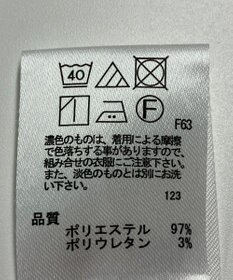 40
F
F63
濃色のものは、着用による摩擦
で色落ちする事がありますので、
組み合せの衣服にご注意下さい。
また、淡色のものとは別にお洗
い下さい。
123
品質
ポリエステル 97%
ポリウレタン 3%